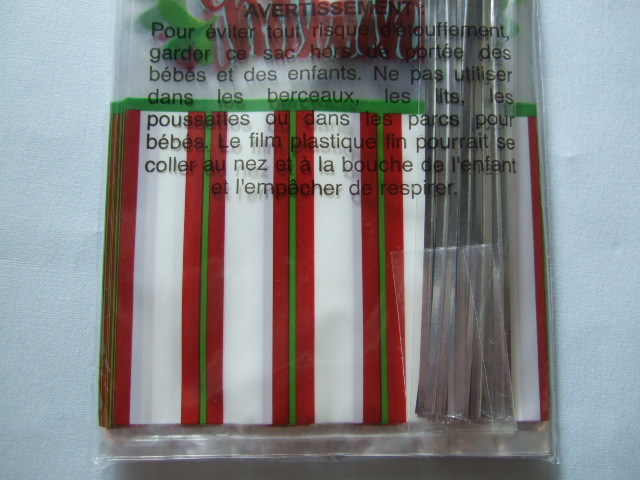 AVERTISSEMENT:
Pour éviter tout risque d'étouffement,
garder ce sac hors de portée des
bébés et des enfants. Ne pas utiliser
dans les berceaux, les lits, les
poussettes ou dans les parcs pour
bébés. Le film plastique fin pourrait se
coller au nez et à la bouche de l'enfant
et l'empêcher de respirer.